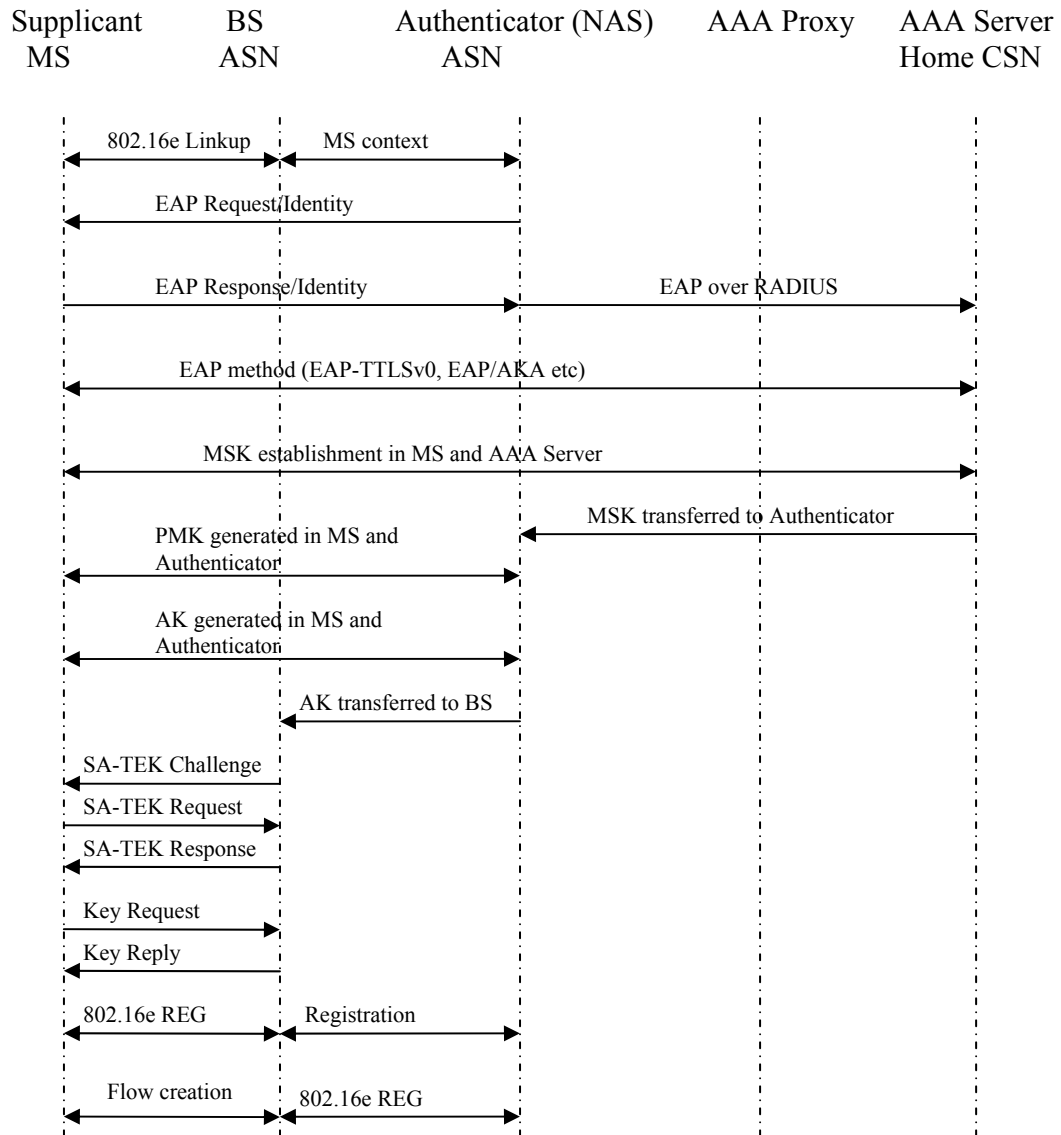 Supplicant BS Authenticator (NAS) AAA Proxy AAA Server
MS ASN ASN Home CSN
802.16e Linkup MS context
EAP Request/Identity
EAP Response/Identity EAP over RADIUS
EAP method (EAP-TTLSv0, EAP/AKA etc)
MSK establishment in MS and AAA Server
MSK transferred to Authenticator
PMK generated in MS and
Authenticator
AK generated in MS and
Authenticator
AK transferred to BS
SA-TEK Challenge
SA-TEK Request
SA-TEK Response
Key Request
Key Reply
802.16e REG Registration
Flow creation 802.16e REG